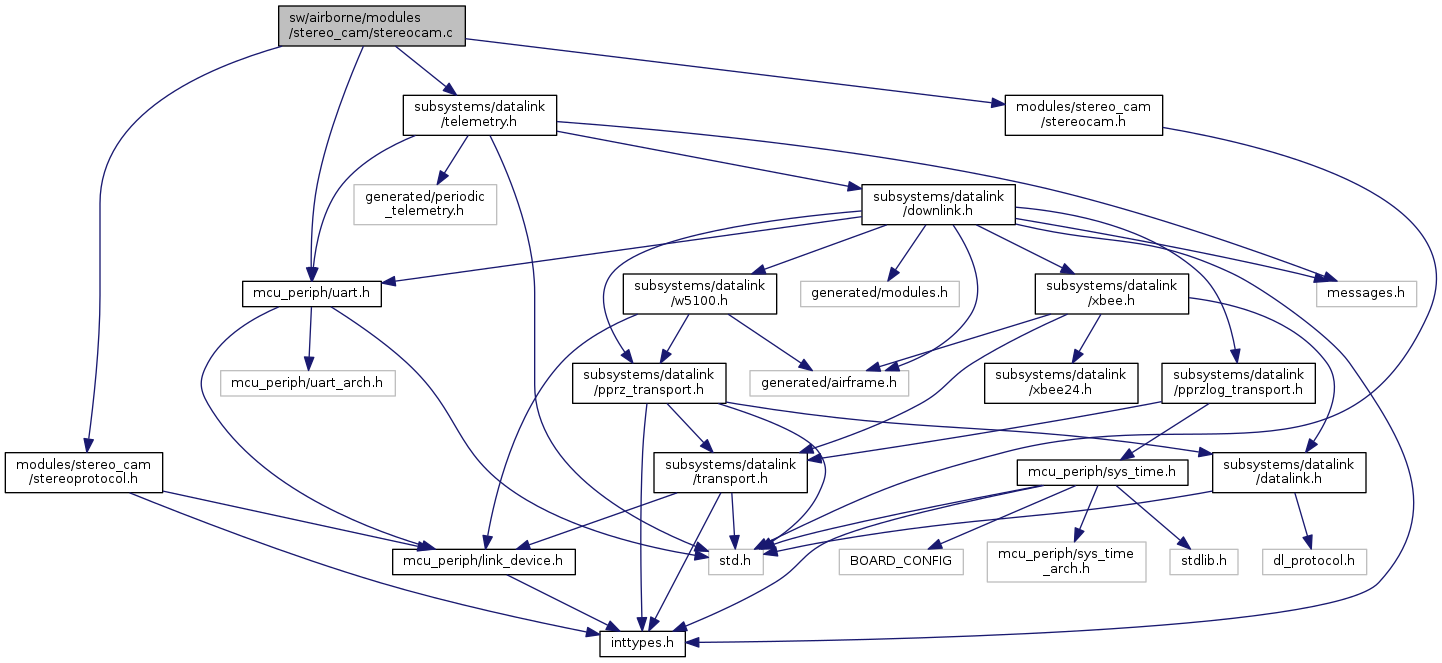 sw/airborne/modules
/stereo_cam/stereocam.c
subsystems/datalink
/telemetry.h
modules/stereo_cam
/stereocam.h
generated/periodic
_telemetry.h
subsystems/datalink
/downlink.h
mcu_periph/uart.h
subsystems/datalink
/w5100.h
generated/modules.h
subsystems/datalink
/xbee.h
messages.h
mcu_periph/uart_arch.h
subsystems/datalink
/pprz_transport.h
generated/airframe.h
subsystems/datalink
/xbee24.h
subsystems/datalink
/pprzlog_transport.h
modules/stereo_cam
/stereoprotocol.h
subsystems/datalink
/transport.h
mcu_periph/sys_time.h
subsystems/datalink
/datalink.h
mcu_periph/link_device.h
std.h
BOARD_CONFIG
mcu_periph/sys_time
_arch.h
stdlib.h
dl_protocol.h
inttypes.h